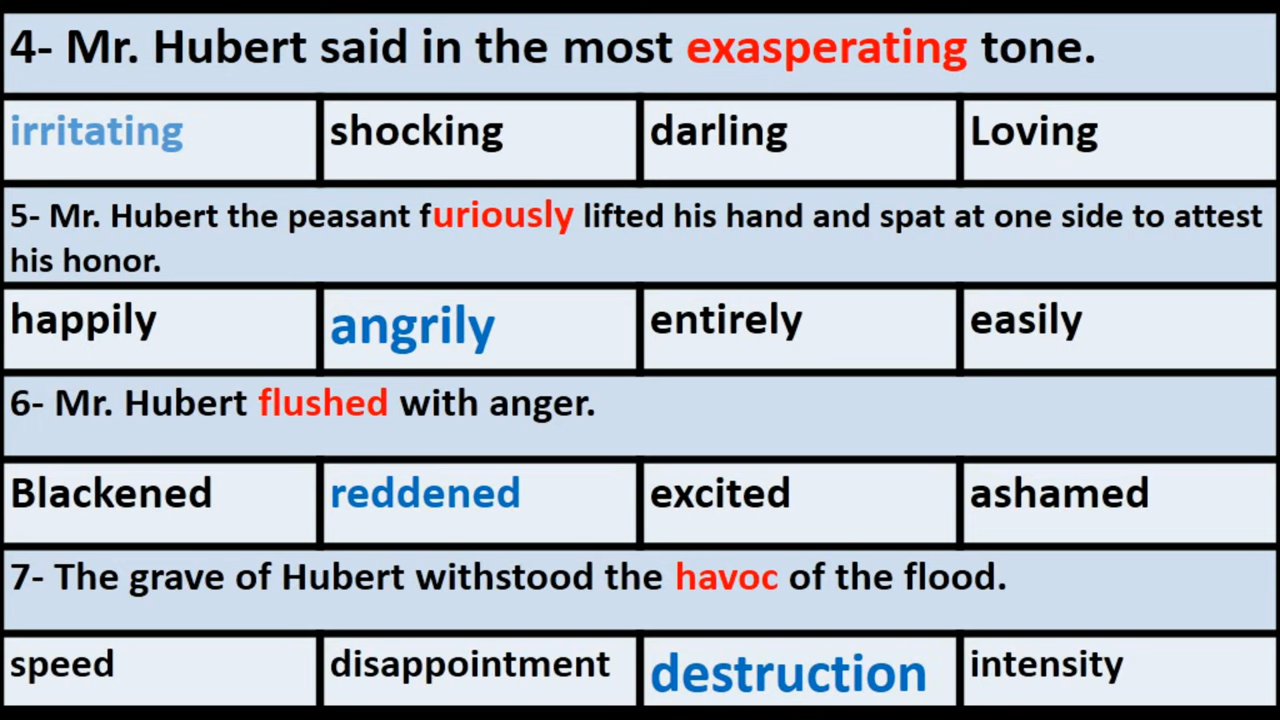 4- Mr. Hubert said in the most exasperating tone.
irritating shocking darling Loving
5- Mr. Hubert the peasant furiously lifted his hand and spat at one side to attest
his honor.
happily angrily entirely easily
6- Mr. Hubert flushed with anger.
Blackened reddened excited ashamed
7- The grave of Hubert withstood the havoc of the flood.
speed disappointment destruction intensity